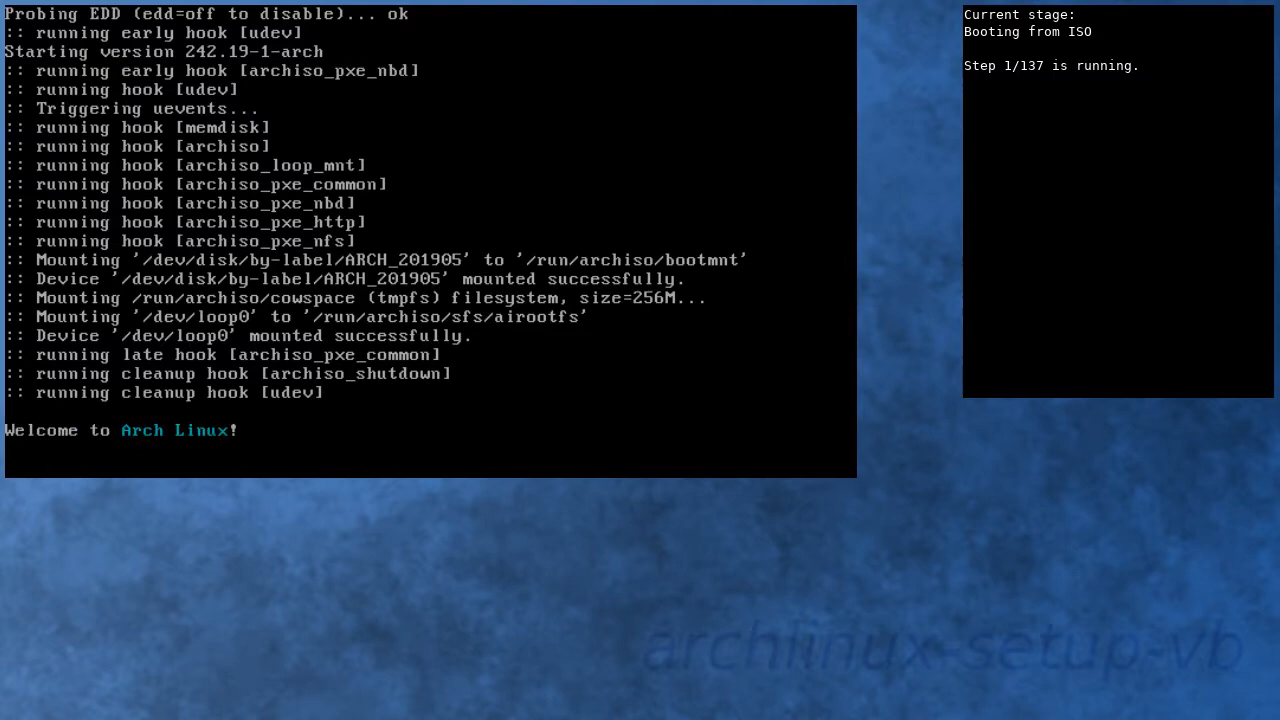 Probing EDD (edd=off to disable)... ok
:: running early hook [udev]
Starting version 242.19-1-arch
:: running early hook [archiso_pxe_nbd]
:: running hook [udev]
:: Triggering uevents...
:: running hook [memdisk]
:: running hook [archiso]
:: running hook [archiso_loop_mnt]
:: running hook [archiso_pxe_common]
:: running hook [archiso_pxe_nbd]
:: running hook [archiso_pxe_http]
:: running hook [archiso_pxe_nfs]
:: Mounting '/dev/disk/by-label/ARCH_201905' to '/run/archiso/bootmnt'
:: Device '/dev/disk/by-label/ARCH_201905' mounted successfully.
:: Mounting /run/archiso/cowspace (tmpfs) filesystem, size=256M...
:: Mounting '/dev/loop0' to '/run/archiso/sfs/airootfs'
:: Device '/dev/loop0' mounted successfully.
:: running late hook [archiso_pxe_common]
:: running cleanup hook [archiso_shutdown]
:: running cleanup hook [udev]
Welcome to Arch Linux!
Current stage:
Booting from ISO
Step 1/137 is running.
archlinux-setup-vb